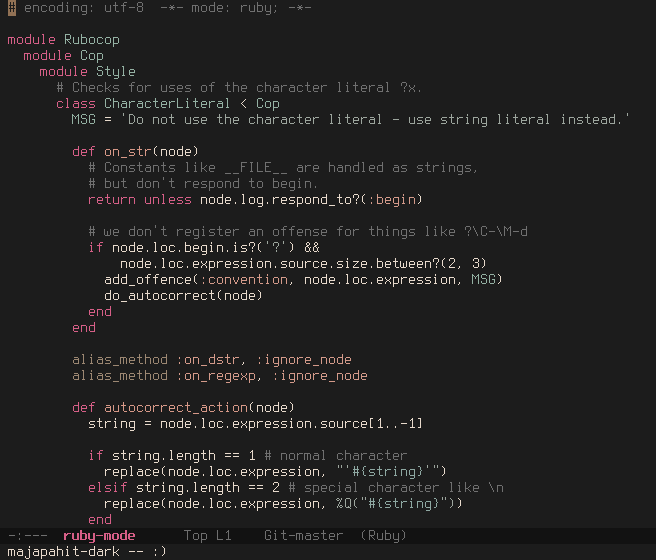 # encoding: utf-8  -*- mode: ruby; -*-

module Rubocop
  module Cop
    module Style
      # Checks for uses of the character literal ?x.
      class CharacterLiteral < Cop
        MSG = 'Do not use the character literal - use string literal instead.'

        def on_str(node)
          # Constants like __FILE__ are handled as strings,
          # but don't respond to begin.
          return unless node.log.respond_to?(:begin)

          # we don't register an offense for things like ?\C-\M-d
          if node.loc.begin.is?('?') &&
              node.loc.expression.source.size.between?(2, 3)
            add_offence(:convention, node.loc.expression, MSG)
            do_autocorrect(node)
          end
        end

        alias_method :on_dstr, :ignore_node
        alias_method :on_regexp, :ignore_node

        def autocorrect_action(node)
          string = node.loc.expression.source[1..-1]

          if string.length == 1 # normal character
            replace(node.loc.expression, "'#{string}'")
          elsif string.length == 2 # special character like \n
            replace(node.loc.expression, %Q("#{string}"))
          end
-:---  ruby-mode      Top L1    Git-master  (Ruby)
majapahit-dark -- :)